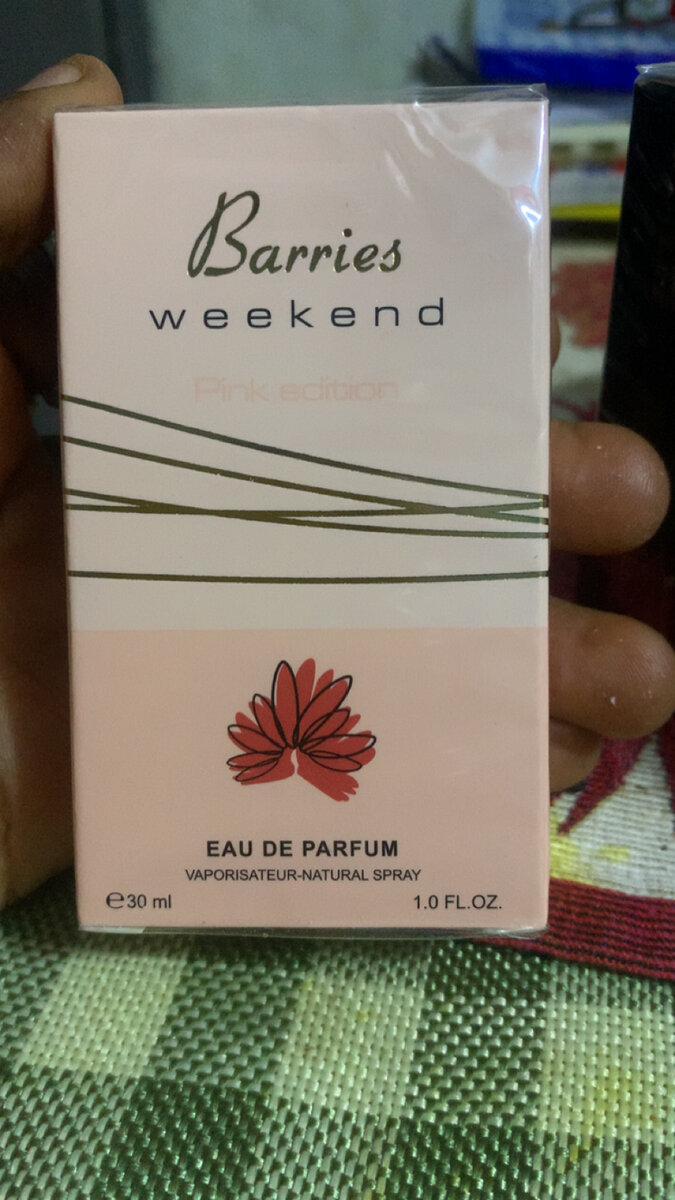 Barries
weekend
Pink edition
EAU DE PARFUM
VAPORISATEUR-NATURAL SPRAY
℮30 ml
1.0 FL.OZ.